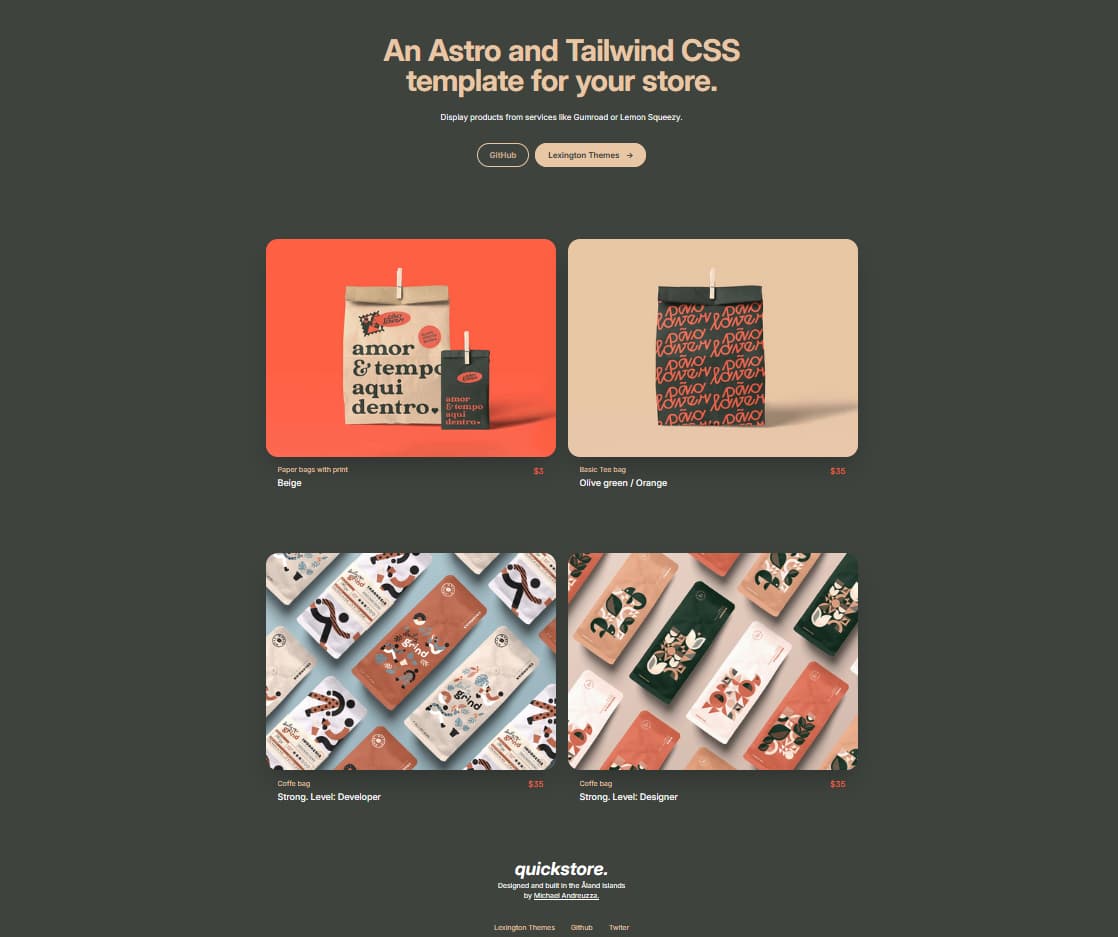 An Astro and Tailwind CSS
template for your store.
Display products from services like Gumroad or Lemon Squeezy.
GitHub
Lexington Themes →
amor
& tempo
aqui
dentro
amor
& tempo
aqui
dentro
Paper bags with print
$3
Beige
Basic Tee bag
$35
Olive green / Orange
grind
grind
Coffe bag
$35
Strong. Level: Developer
Coffe bag
$35
Strong. Level: Designer
quickstore.
Designed and built in the Åland Islands
by Michael Andreuzza.
Lexington Themes
Github
Twiter